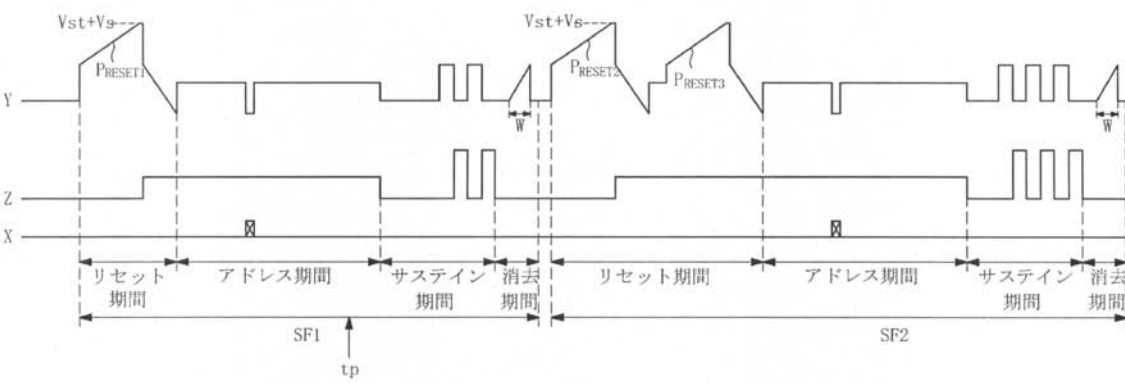 Vst+Vs
Vst+Vs
PRESET1
PRESET2
PRESET3
Y
W
W
Z
X
リセット
期間
アドレス期間
サステイン
期間
消去
期間
リセット期間
アドレス期間
サステイン
期間
消去
期間
SF1
SF2
tp